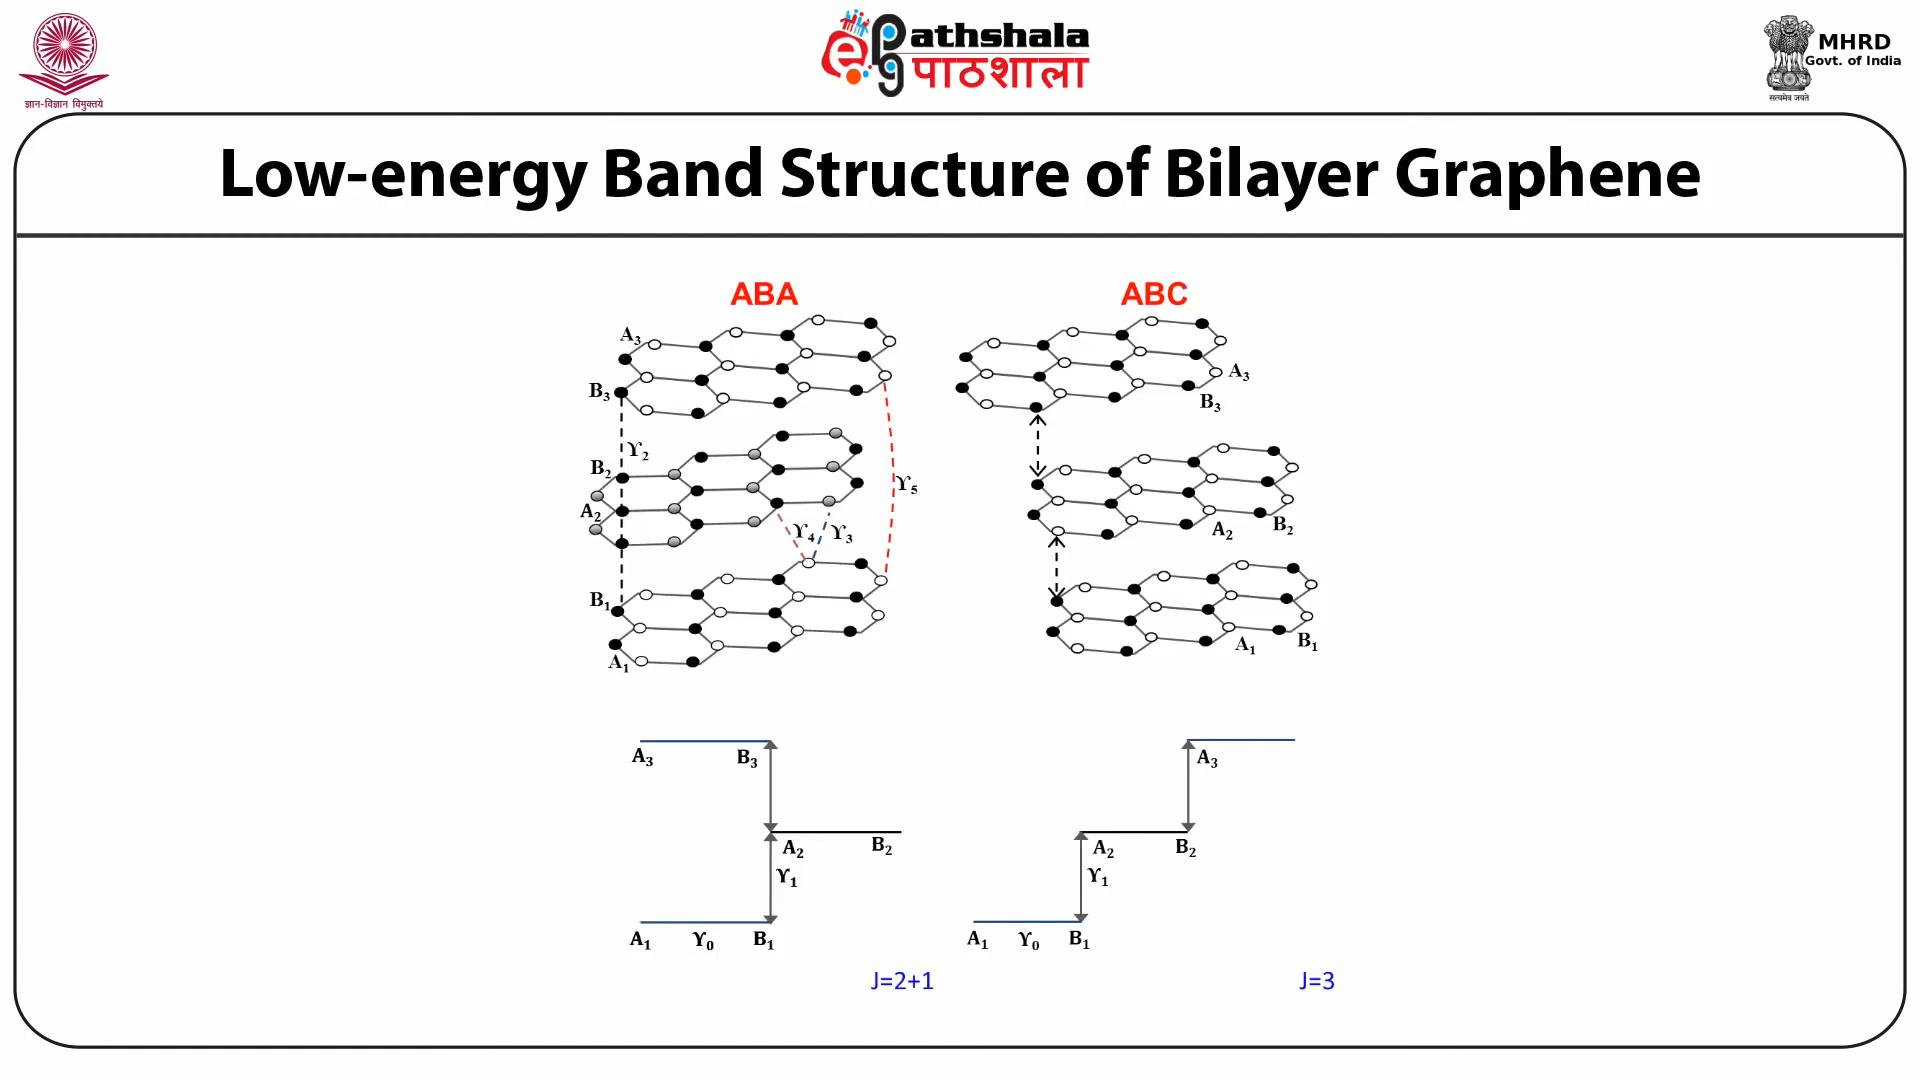 ज्ञान-विज्ञान विमुक्तये
ePathshala
पाठशाला
MHRD
Govt. of India
सत्यमेव जयते
Low-energy Band Structure of Bilayer Graphene
ABA
ABC
A₃
B₃
ϒ₂
B₂
A₂
ϒ₅
ϒ₄
ϒ₃
B₁
A₁
A₃
B₃
A₂
B₂
A₁
B₁
A₃ B₃
A₂ B₂
ϒ₁
A₁ ϒ₀ B₁
A₃
A₂ B₂
ϒ₁
A₁ ϒ₀ B₁
J=2+1
J=3